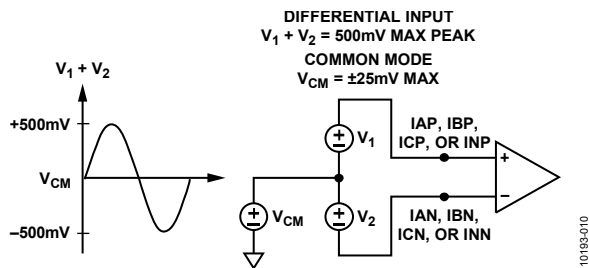 DIFFERENTIAL INPUT
V1 + V2 = 500mV MAX PEAK
COMMON MODE
VCM = ±25mV MAX
V1 + V2
+500mV
VCM
–500mV
V1
VCM
V2
IAP, IBP,
ICP, OR INP
+
–
IAN, IBN,
ICN, OR INN
10193-010